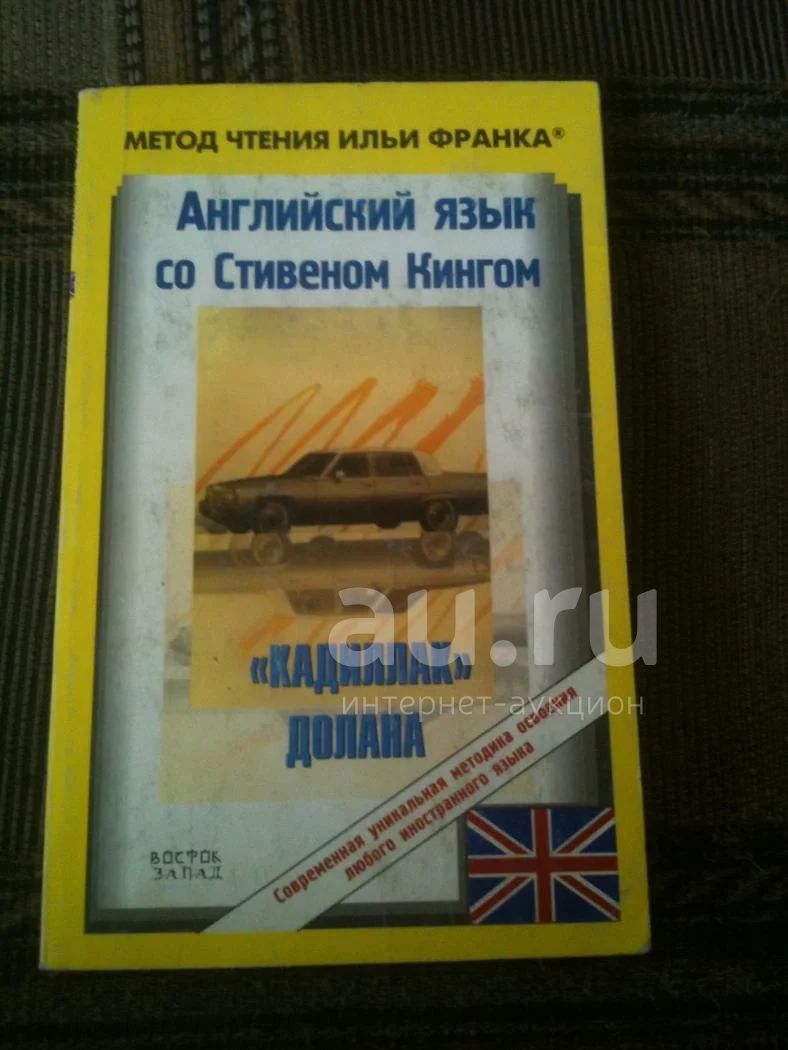 МЕТОД ЧТЕНИЯ ИЛЬИ ФРАНКА®
Английский язык
со Стивеном Кингом
«КАДИЛЛАК»
ДОЛАНА
au.ru
интернет-аукцион
Современная уникальная методика освоения
любого иностранного языка
ВОСТОК
ЗАПАД